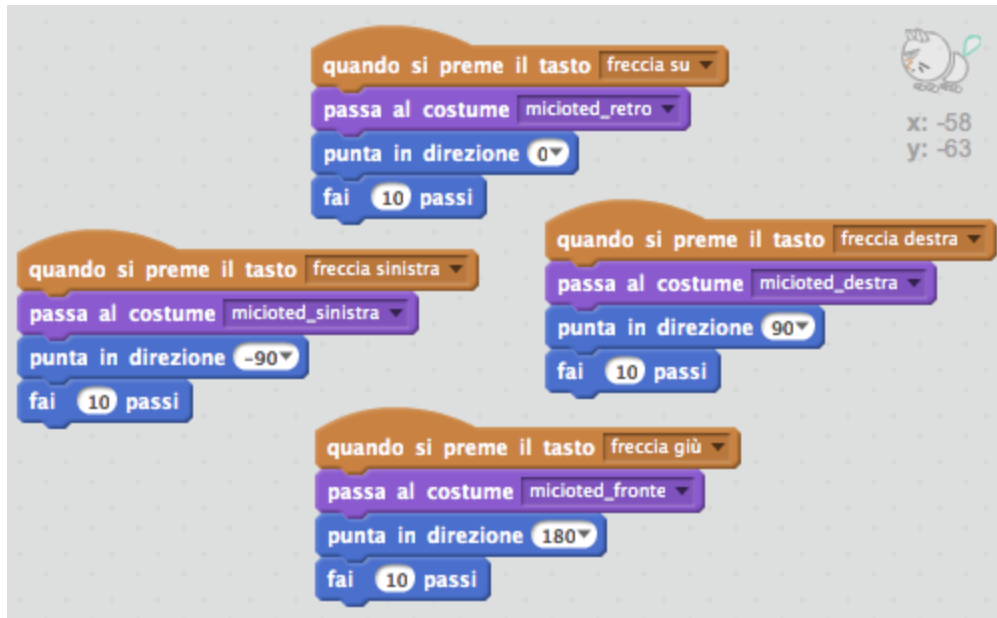 quando si preme il tasto freccia su
passa al costume micioted_retro
punta in direzione 0
fai 10 passi
x: -58
y: -63
quando si preme il tasto freccia sinistra
passa al costume micioted_sinistra
punta in direzione -90
fai 10 passi
quando si preme il tasto freccia destra
passa al costume micioted_destra
punta in direzione 90
fai 10 passi
quando si preme il tasto freccia giù
passa al costume micioted_fronte
punta in direzione 180
fai 10 passi